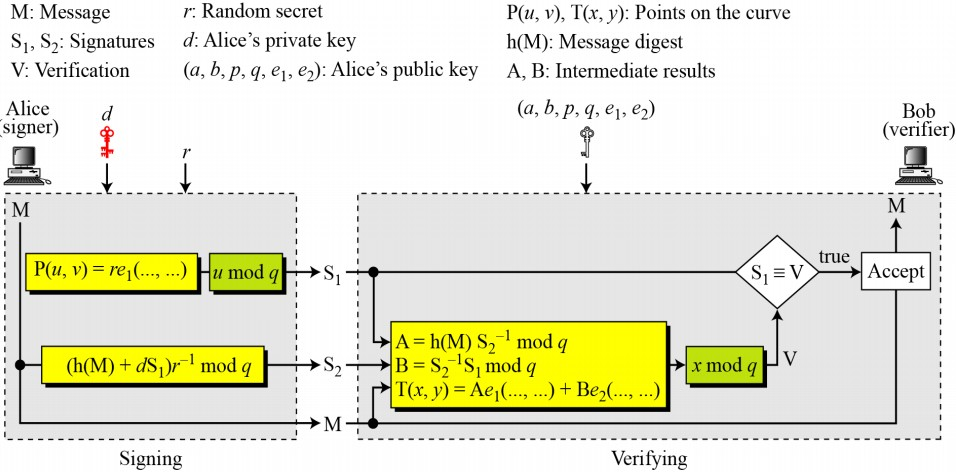 M: Message
r: Random secret
P(u, v), T(x, y): Points on the curve
S₁, S₂: Signatures
d: Alice's private key
h(M): Message digest
V: Verification
(a, b, p, q, e₁, e₂): Alice's public key
A, B: Intermediate results
Alice
(signer)
d
r
(a, b, p, q, e₁, e₂)
Bob
(verifier)
M
M
P(u, v) = re₁(..., ...)
u mod q
S₁
S₁ ≡ V
true
Accept
(h(M) + dS₁)r⁻¹ mod q
S₂
A = h(M) S₂⁻¹ mod q
B = S₂⁻¹S₁ mod q
T(x, y) = Ae₁(..., ...) + Be₂(..., ...)
x mod q
V
M
Signing
Verifying